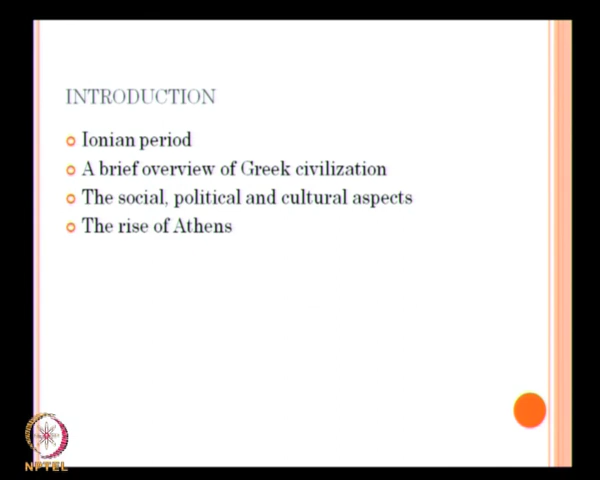 INTRODUCTION
Ionian period
A brief overview of Greek civilization
The social, political and cultural aspects
The rise of Athens
NPTEL